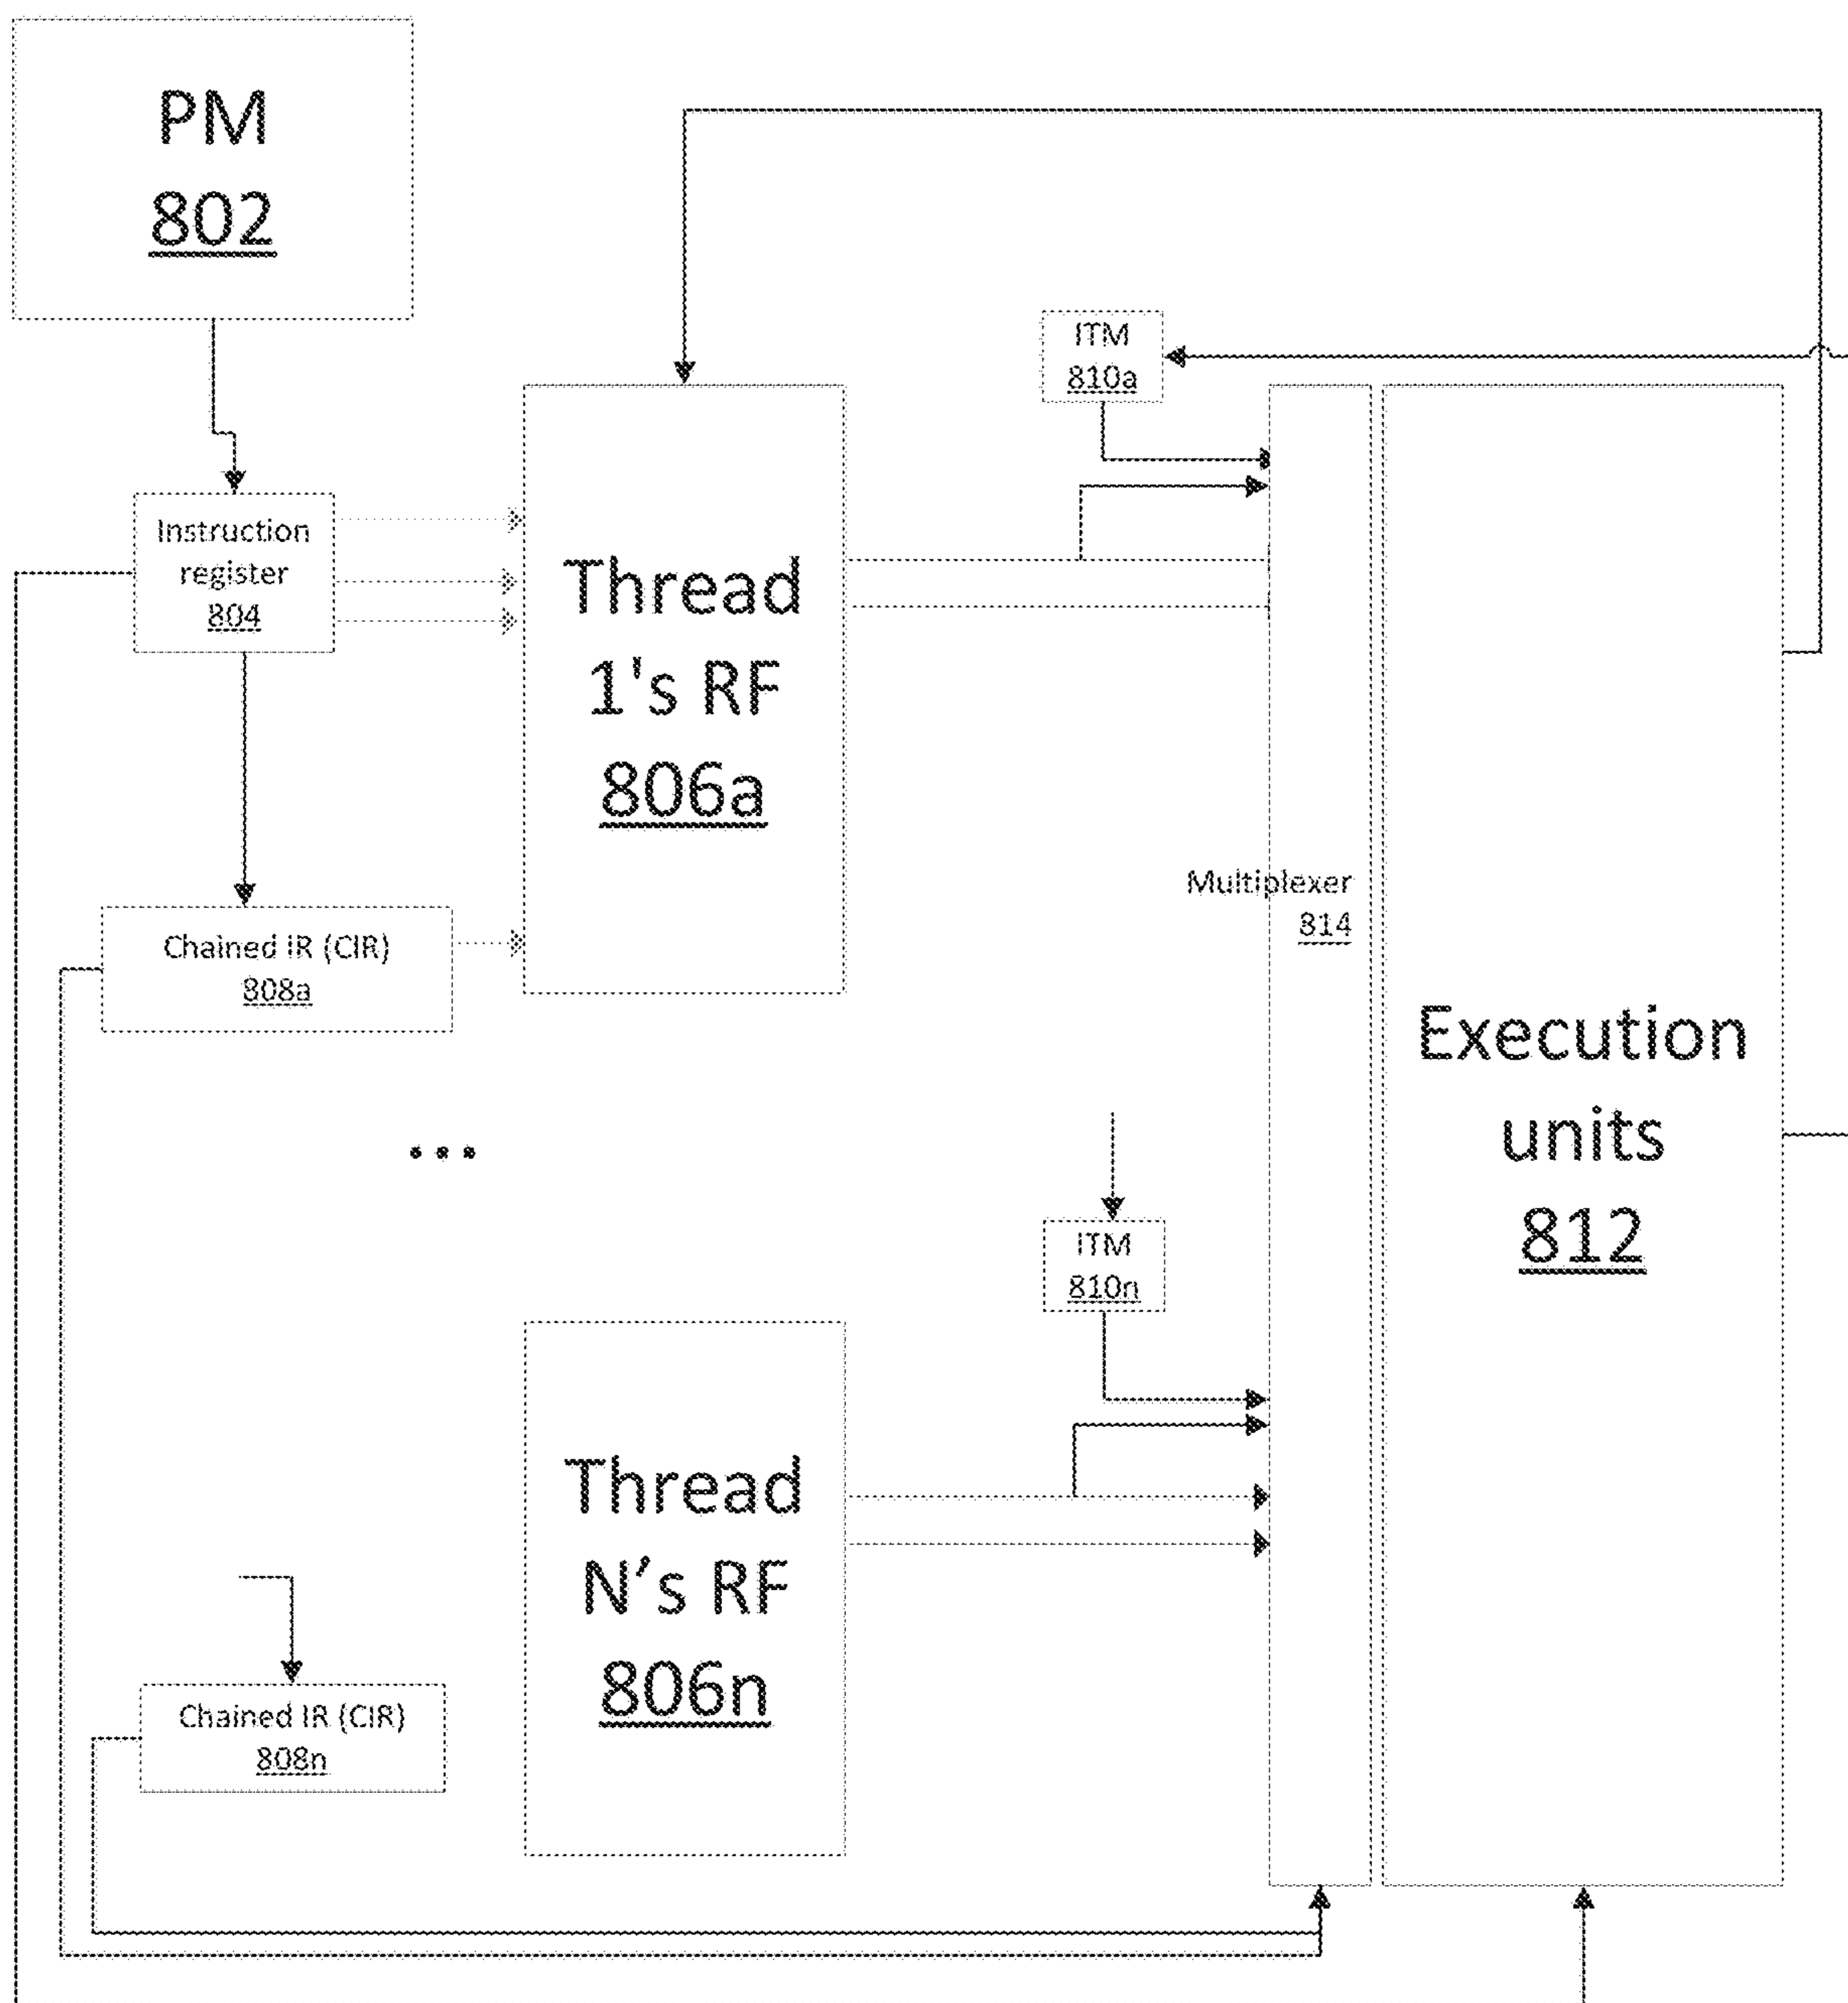 PM
802
ITM
810a
Instruction
register
804
Thread
1's RF
806a
Multiplexer
814
Chained IR (CIR)
808a
Execution
units
812
...
ITM
810n
Thread
N’s RF
806n
Chained IR (CIR)
808n